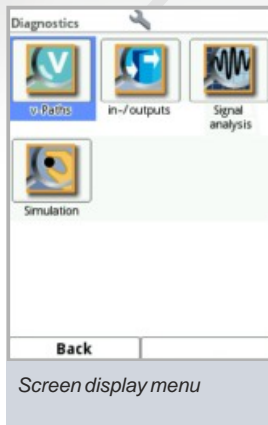 Diagnostics
v-Paths
in-/outputs
Signal
analysis
Simulation
Back
Screen display menu